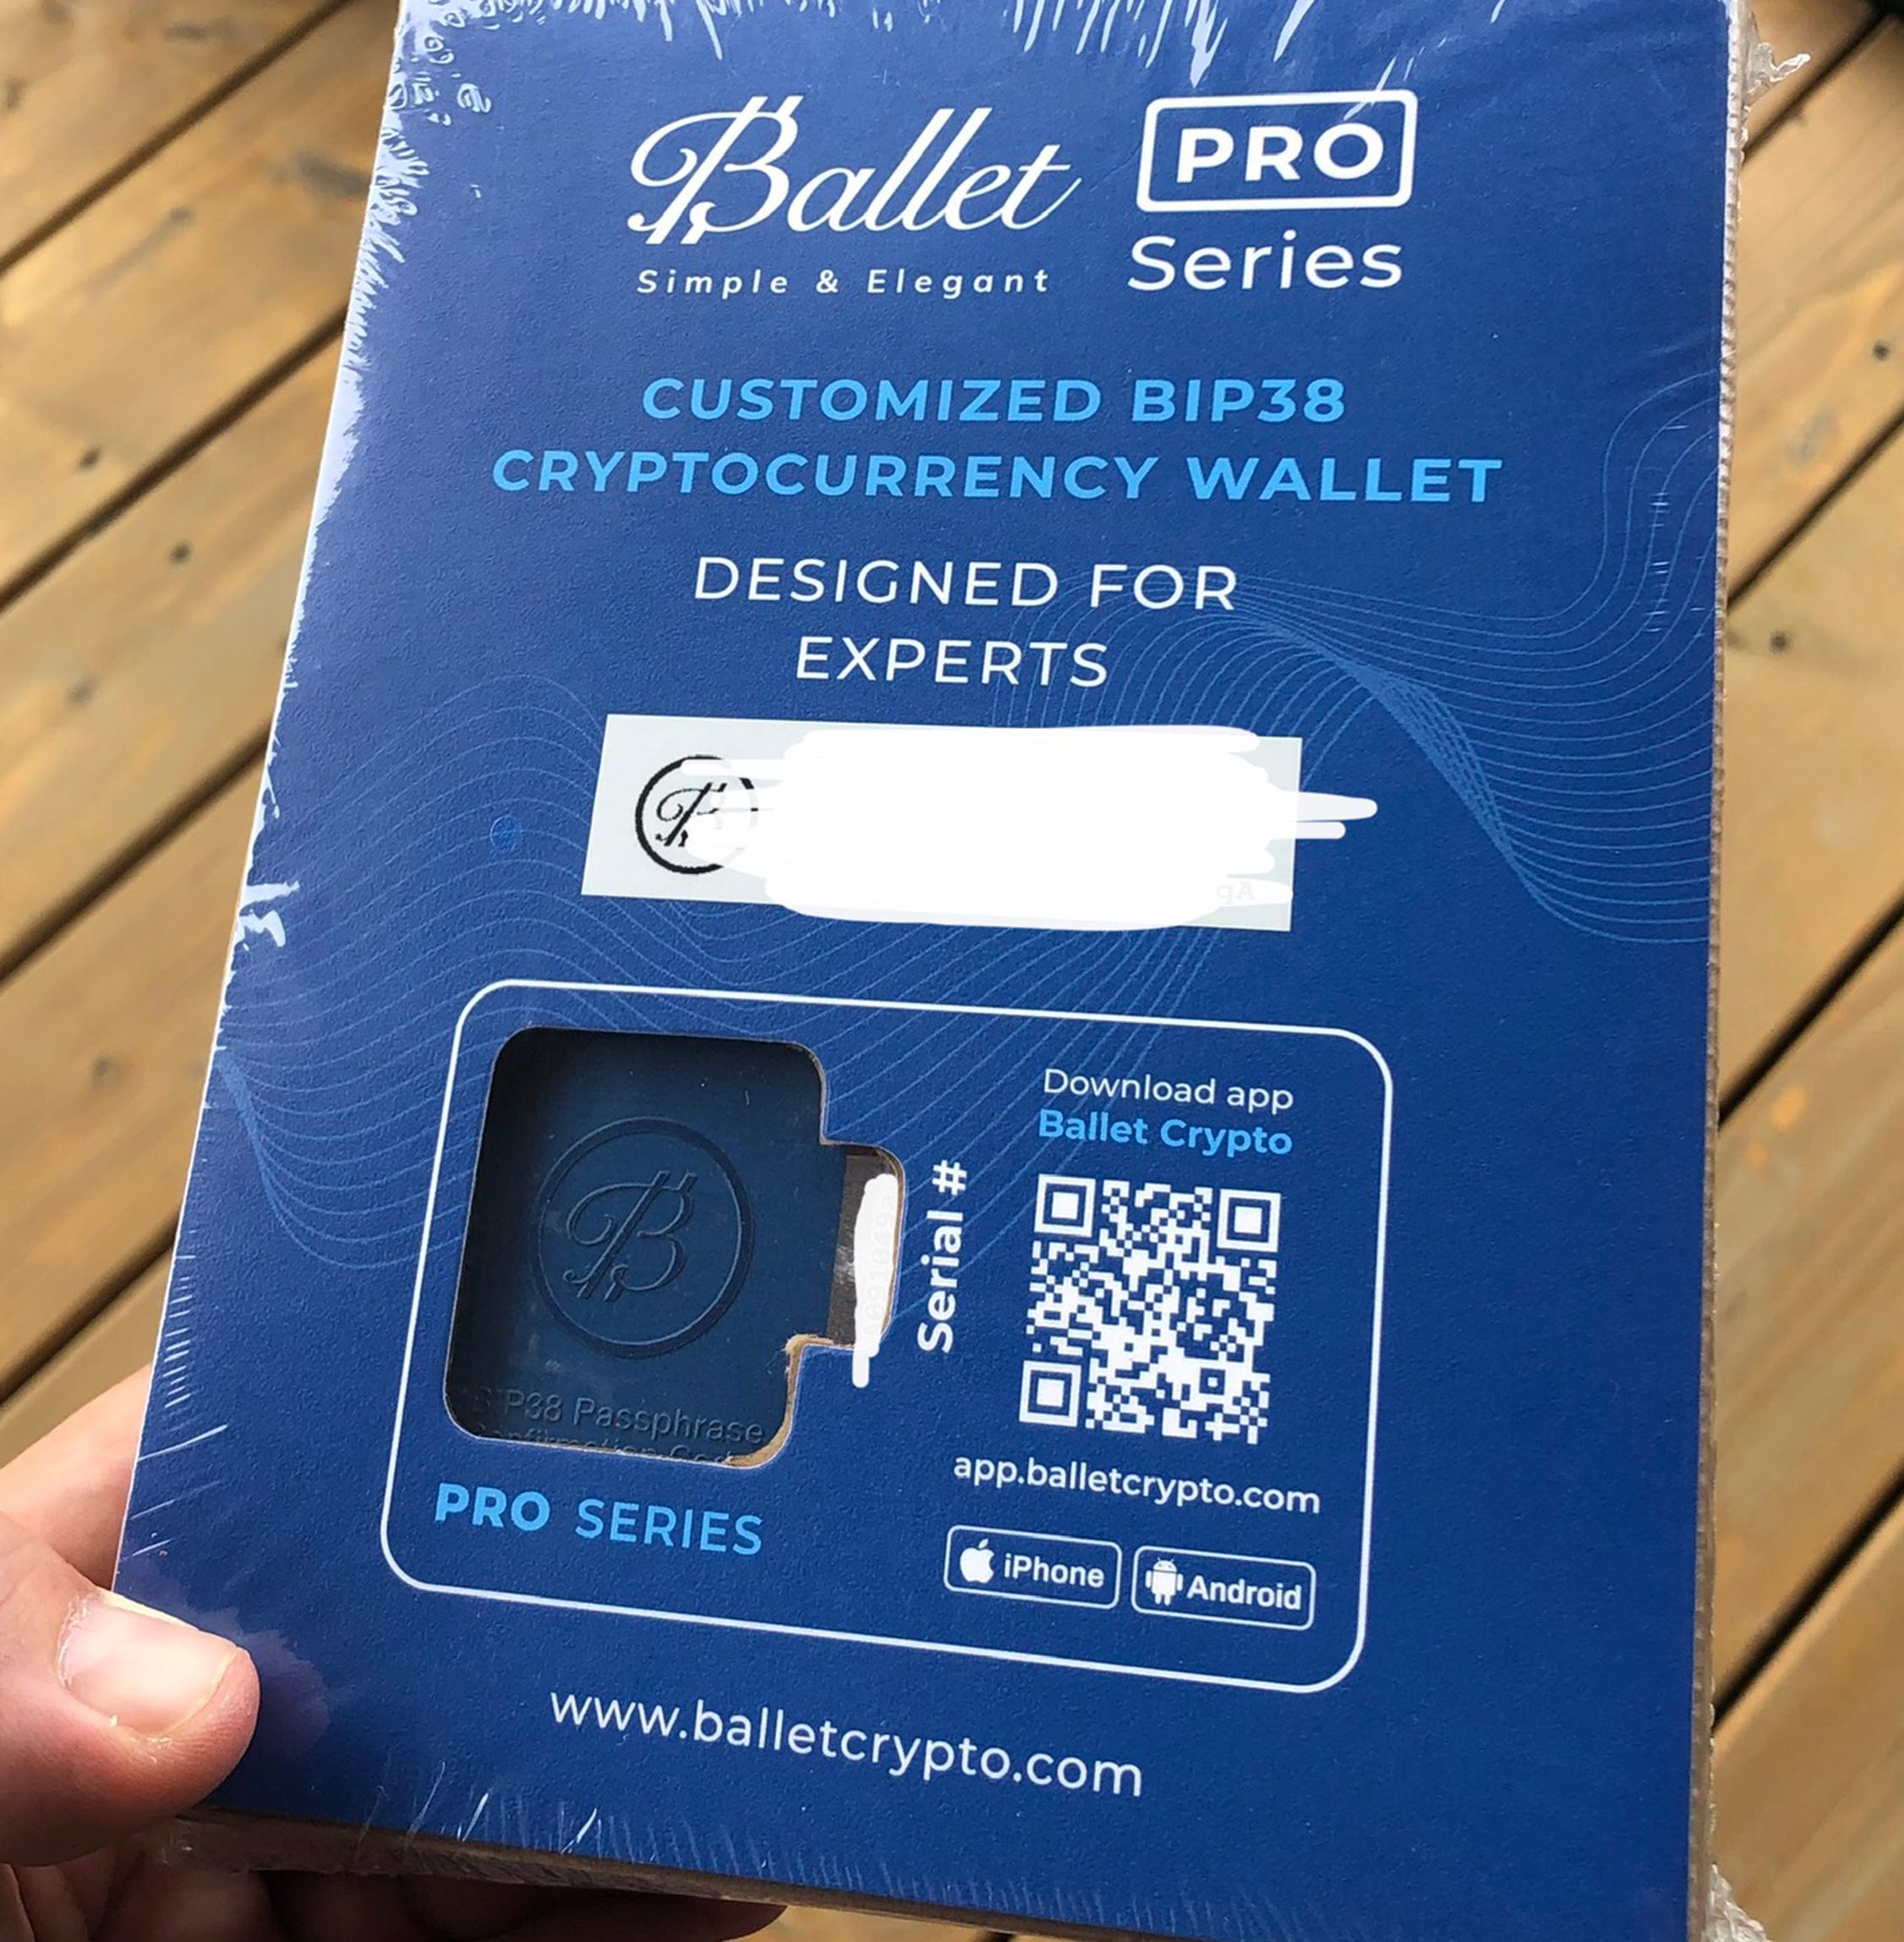 Ballet
Simple & Elegant
PRO
Series
CUSTOMIZED BIP38
CRYPTOCURRENCY WALLET
DESIGNED FOR
EXPERTS
qA
BIP38 Passphrase
Serial #
Download app
Ballet Crypto
app.balletcrypto.com
iPhone
Android
PRO SERIES
www.balletcrypto.com